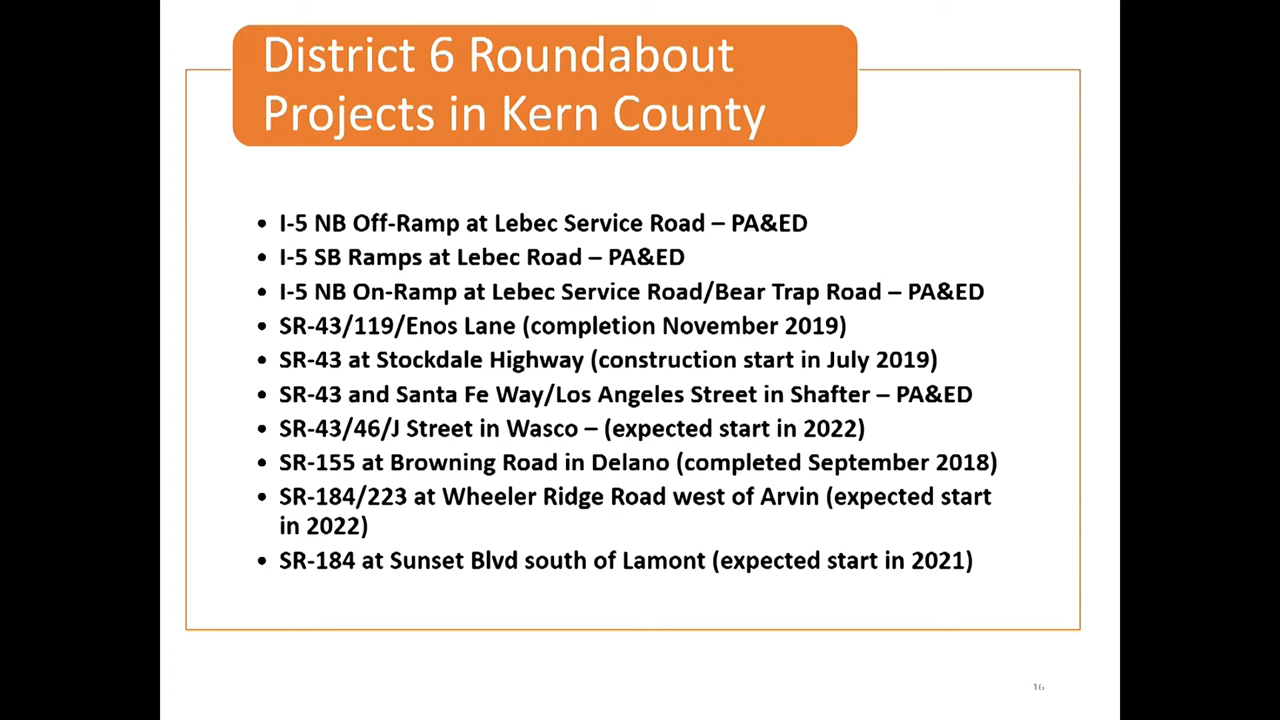 District 6 Roundabout
Projects in Kern County
• I-5 NB Off-Ramp at Lebec Service Road – PA&ED
• I-5 SB Ramps at Lebec Road – PA&ED
• I-5 NB On-Ramp at Lebec Service Road/Bear Trap Road – PA&ED
• SR-43/119/Enos Lane (completion November 2019)
• SR-43 at Stockdale Highway (construction start in July 2019)
• SR-43 and Santa Fe Way/Los Angeles Street in Shafter – PA&ED
• SR-43/46/J Street in Wasco – (expected start in 2022)
• SR-155 at Browning Road in Delano (completed September 2018)
• SR-184/223 at Wheeler Ridge Road west of Arvin (expected start
in 2022)
• SR-184 at Sunset Blvd south of Lamont (expected start in 2021)
16